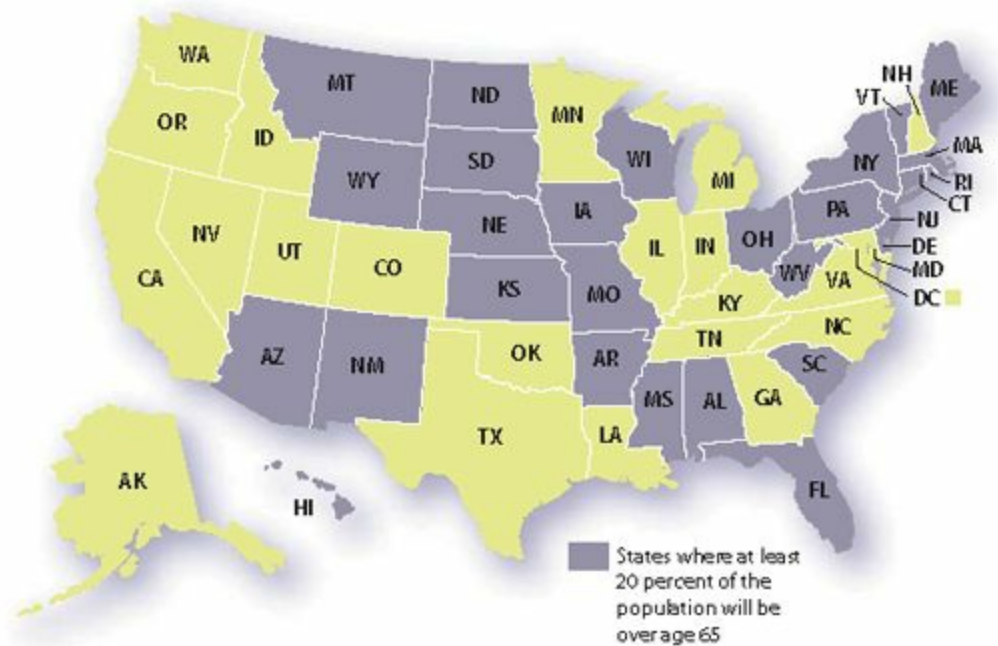 WA
MT
ND
MN
NH
ME
VT
OR
ID
SD
WI
NY
MA
WY
MI
RI
CT
IA
PA
NJ
NE
OH
DE
NV
UT
IL
IN
WV
MD
CA
CO
VA
KS
MO
KY
DC
NC
TN
AZ
NM
OK
AR
SC
MS
AL
GA
TX
LA
AK
HI
FL
States where at least
20 percent of the
population will be
over age 65